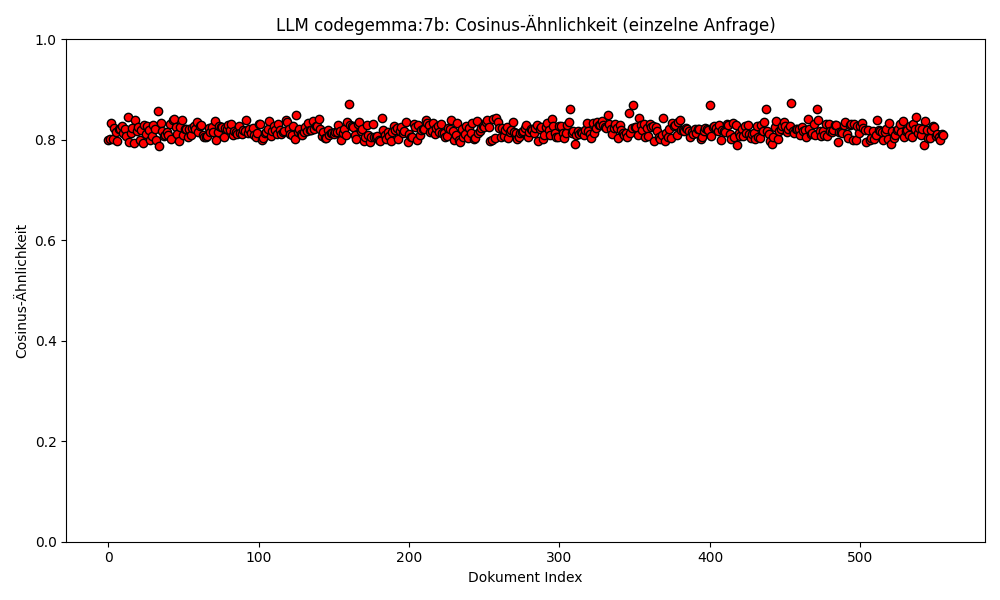 LLM codegemma:7b: Cosinus-Ähnlichkeit (einzelne Anfrage)
1.0
0.8
0.6
0.4
0.2
0.0
Cosinus-Ähnlichkeit
0 100 200 300 400 500
Dokument Index